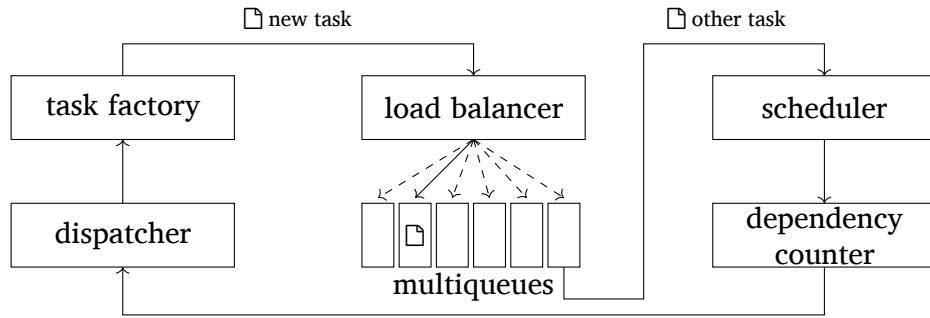 new task
other task
task factory
load balancer
scheduler
dispatcher
dependency
counter
multiqueues